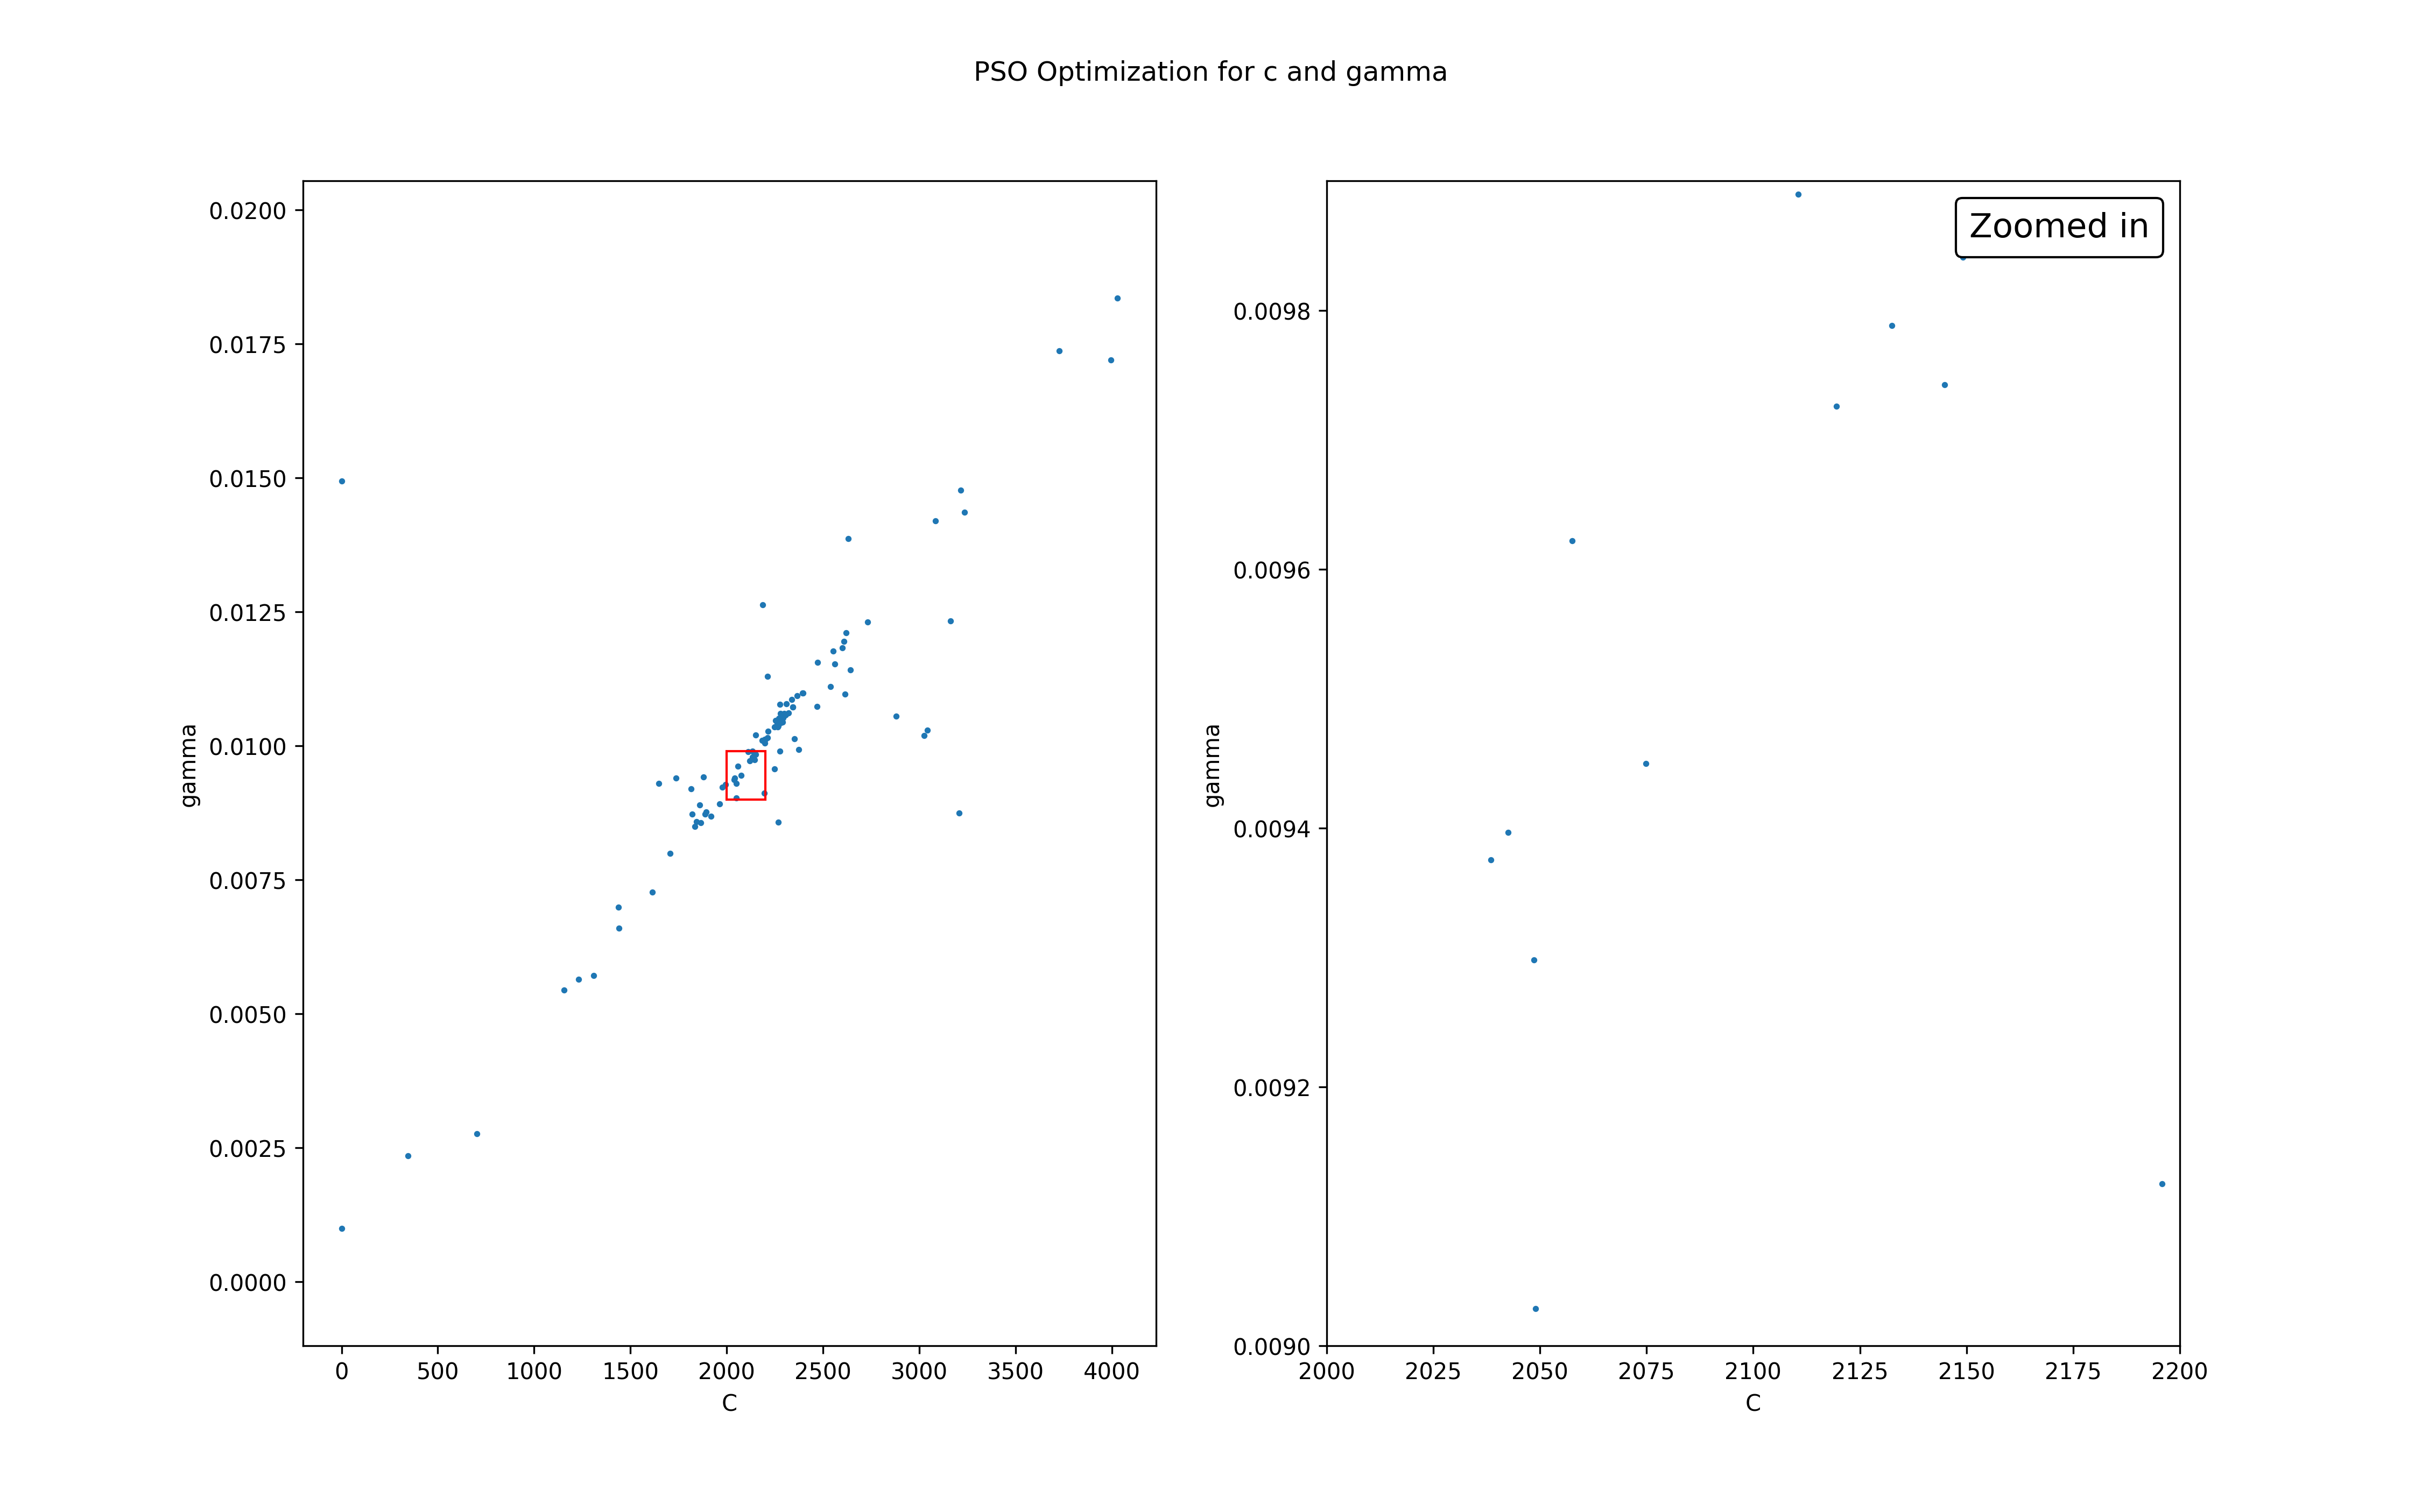 PSO Optimization for c and gamma
0.0200
0.0175
0.0150
0.0125
0.0100
0.0075
0.0050
0.0025
0.0000
gamma
0 500 1000 1500 2000 2500 3000 3500 4000
C
Zoomed in
0.0098
0.0096
0.0094
0.0092
0.0090
gamma
2000 2025 2050 2075 2100 2125 2150 2175 2200
C